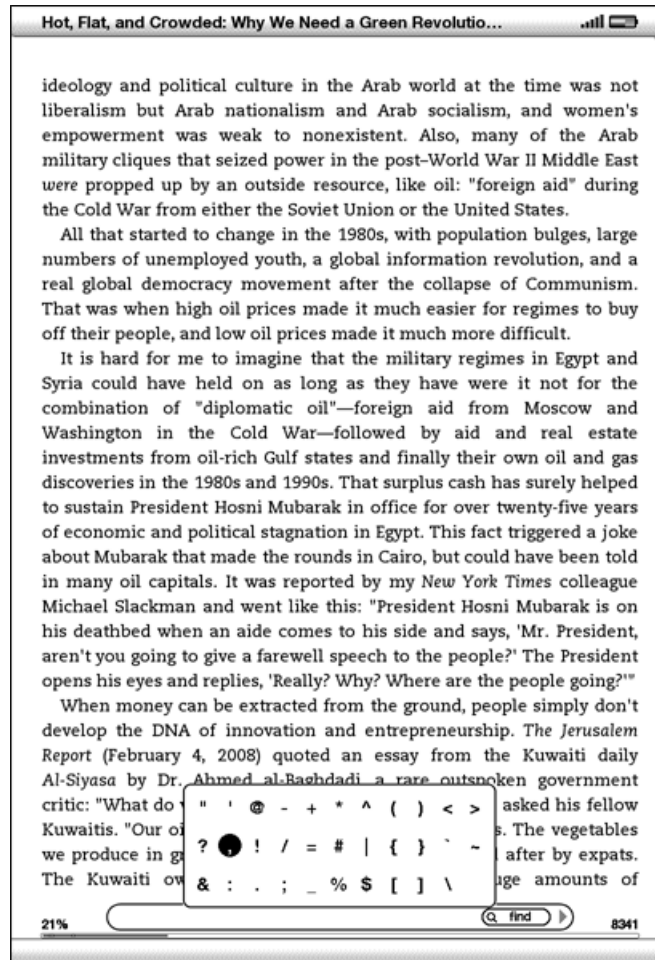 Hot, Flat, and Crowded: Why We Need a Green Revolutio...
ideology and political culture in the Arab world at the time was not
liberalism but Arab nationalism and Arab socialism, and women's
empowerment was weak to nonexistent. Also, many of the Arab
military cliques that seized power in the post–World War II Middle East
were propped up by an outside resource, like oil: "foreign aid" during
the Cold War from either the Soviet Union or the United States.
All that started to change in the 1980s, with population bulges, large
numbers of unemployed youth, a global information revolution, and a
real global democracy movement after the collapse of Communism.
That was when high oil prices made it much easier for regimes to buy
off their people, and low oil prices made it much more difficult.
It is hard for me to imagine that the military regimes in Egypt and
Syria could have held on as long as they have were it not for the
combination of "diplomatic oil"—foreign aid from Moscow and
Washington in the Cold War—followed by aid and real estate
investments from oil-rich Gulf states and finally their own oil and gas
discoveries in the 1980s and 1990s. That surplus cash has surely helped
to sustain President Hosni Mubarak in office for over twenty-five years
of economic and political stagnation in Egypt. This fact triggered a joke
about Mubarak that made the rounds in Cairo, but could have been told
in many oil capitals. It was reported by my New York Times colleague
Michael Slackman and went like this: "President Hosni Mubarak is on
his deathbed when an aide comes to his side and says, 'Mr. President,
aren't you going to give a farewell speech to the people?' The President
opens his eyes and replies, 'Really? Why? Where are the people going?'"
When money can be extracted from the ground, people simply don't
develop the DNA of innovation and entrepreneurship. The Jerusalem
Report (February 4, 2008) quoted an essay from the Kuwaiti daily
Al-Siyasa by Dr. Ahmed al-Baghdadi, a rare outspoken government
critic: "What do asked his fellow
Kuwaitis. "Our s. The vegetables
we produce in after by expats.
The Kuwaiti amounts of
" ' @ - + * ^ ( ) < >
? , ! / = # | { } ` ~
& : . ; _ % $ [ ] \
21% find 8341